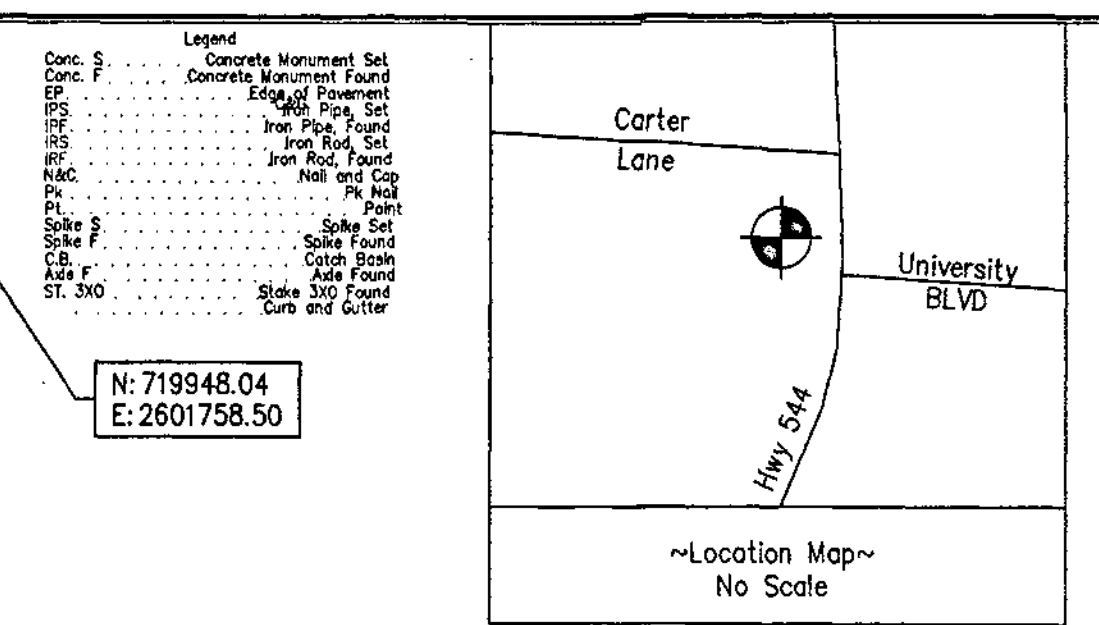 Legend
Conc. S. . . . . . Concrete Monument Set
Conc. F . . . . . Concrete Monument Found
EP. . . . . . . . . . . . . Edge of Pavement
IPS. . . . . . . . . . . . . . Iron Pipe, Set
IPF. . . . . . . . . . . . . Iron Pipe, Found
IRS. . . . . . . . . . . . . . Iron Rod, Set
IRF. . . . . . . . . . . . . Iron Rod, Found
N&C. . . . . . . . . . . . . . Nail and Cap
Pk . . . . . . . . . . . . . . . . . Pk Nail
Pt. . . . . . . . . . . . . . . . . . Point
Spike S. . . . . . . . . . . . . . Spike Set
Spike F . . . . . . . . . . . . Spike Found
C.B. . . . . . . . . . . . . . . Catch Basin
Axle F . . . . . . . . . . . . . Axle Found
ST. 3XO . . . . . . . . . Stake 3XO Found
. . . . . . . . . . . Curb and Gutter
N: 719948.04
E: 2601758.50
Carter
Lane
University
BLVD
Hwy 544
~Location Map~
No Scale